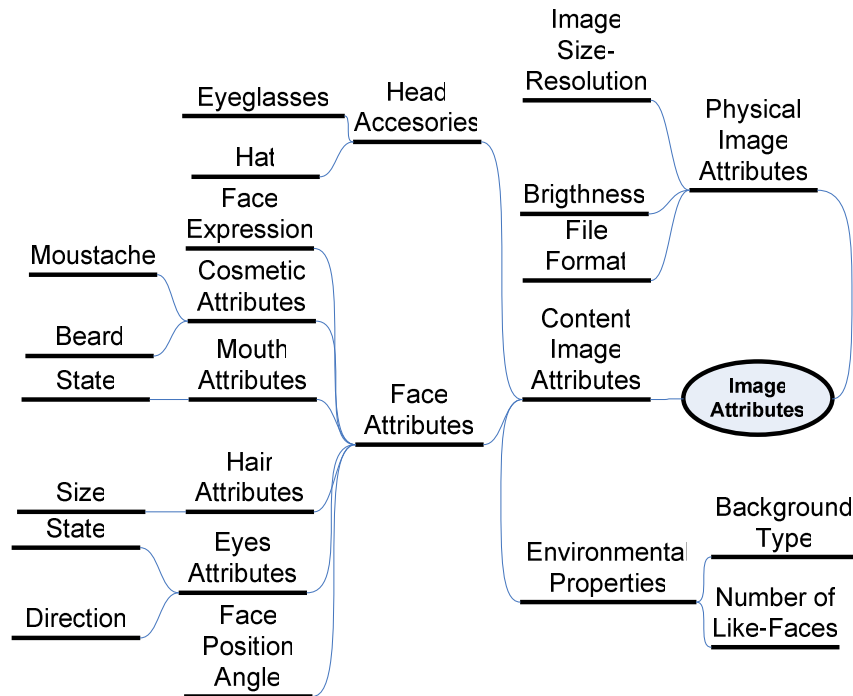 Image
Size-
Resolution
Eyeglasses
Head
Accesories
Physical
Image
Attributes
Hat
Face
Expression
Brigthness
File
Format
Moustache
Cosmetic
Attributes
Content
Image
Attributes
Beard
Mouth
Attributes
State
Face
Attributes
Image
Attributes
Hair
Attributes
Size
State
Eyes
Attributes
Direction
Face
Position
Angle
Environmental
Properties
Background
Type
Number of
Like-Faces